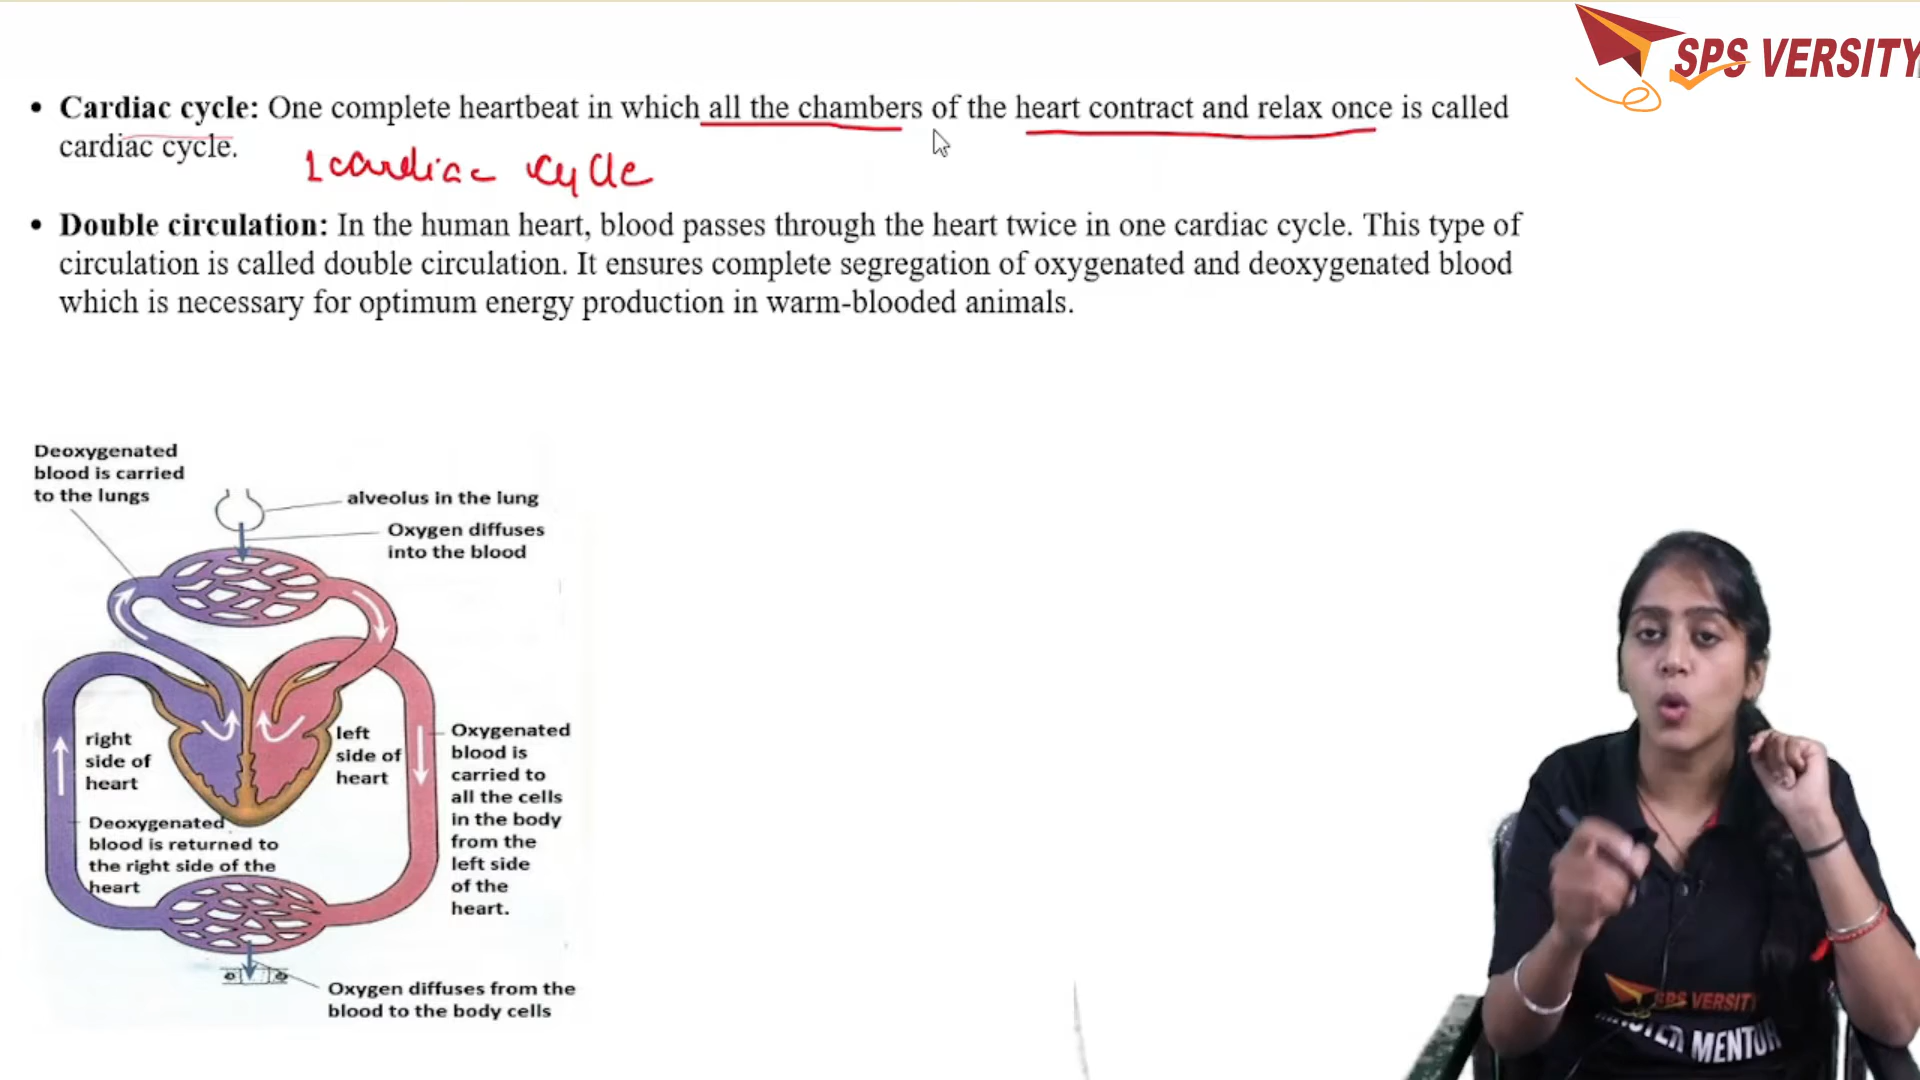 SPS VERSITY
• Cardiac cycle: One complete heartbeat in which all the chambers of the heart contract and relax once is called
cardiac cycle.
1 cardiac cycle
• Double circulation: In the human heart, blood passes through the heart twice in one cardiac cycle. This type of
circulation is called double circulation. It ensures complete segregation of oxygenated and deoxygenated blood
which is necessary for optimum energy production in warm-blooded animals.
Deoxygenated
blood is carried
to the lungs
alveolus in the lung
Oxygen diffuses
into the blood
right
side of
heart
left
side of
heart
Oxygenated
blood is
carried to
all the cells
in the body
from the
left side
of the
heart.
Deoxygenated
blood is returned to
the right side of the
heart
Oxygen diffuses from the
blood to the body cells
SPS VERSITY
MENTOR